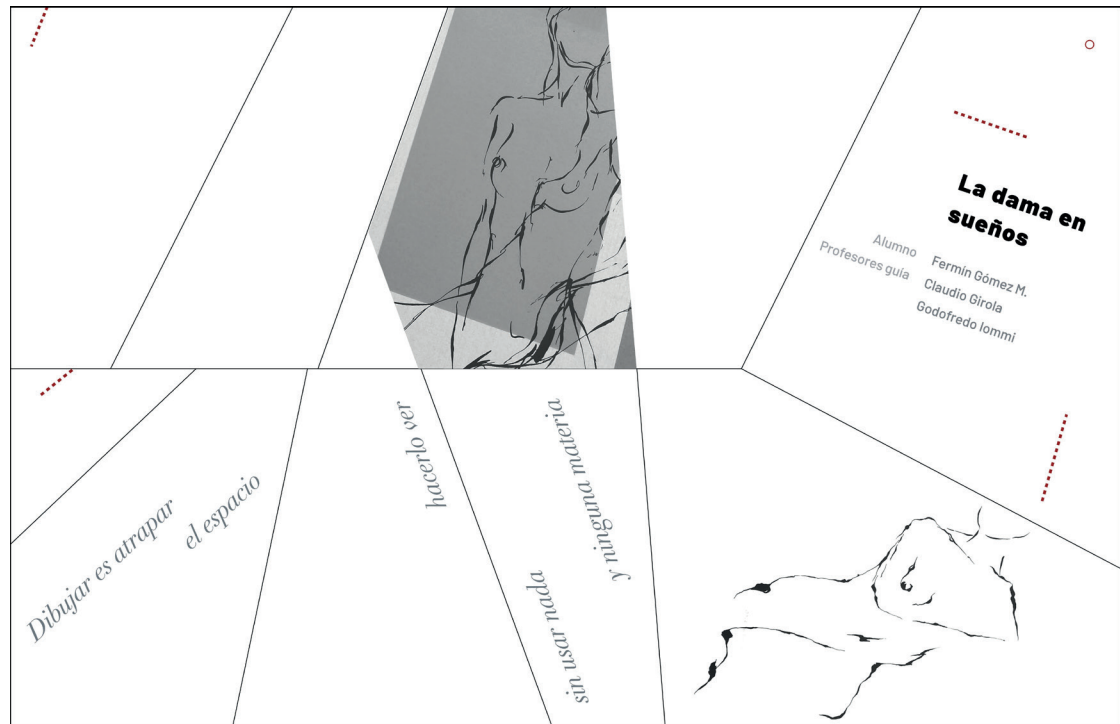 La dama en
sueños
Alumno Fermín Gómez M.
Profesores guía Claudio Girola
Godofredo Iommi
Dibujar es atrapar
el espacio
hacerlo ver
sin usar nada
y ninguna materia